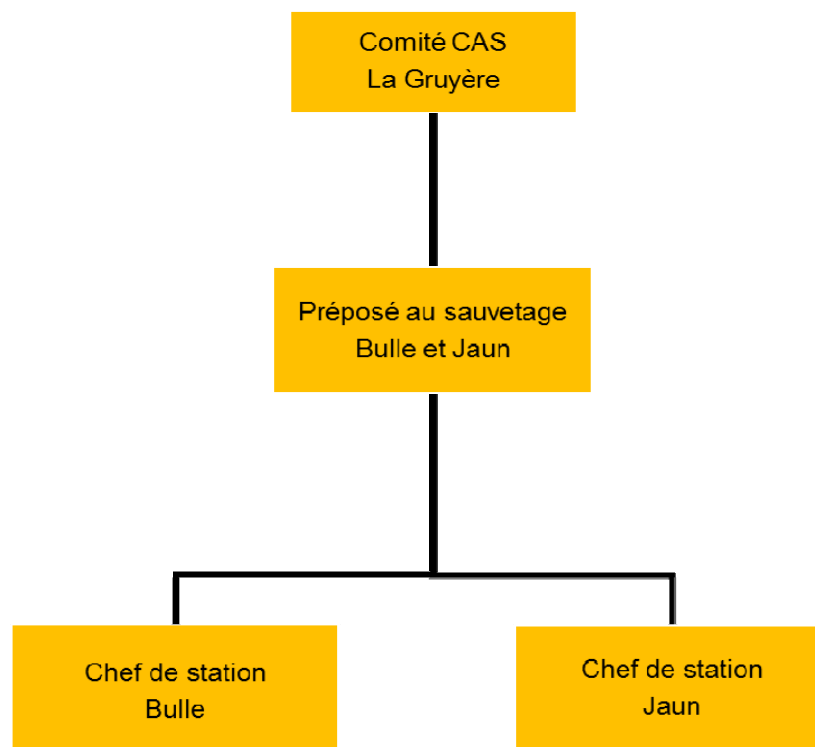 Comité CAS
La Gruyère
Préposé au sauvetage
Bulle et Jaun
Chef de station
Bulle
Chef de station
Jaun